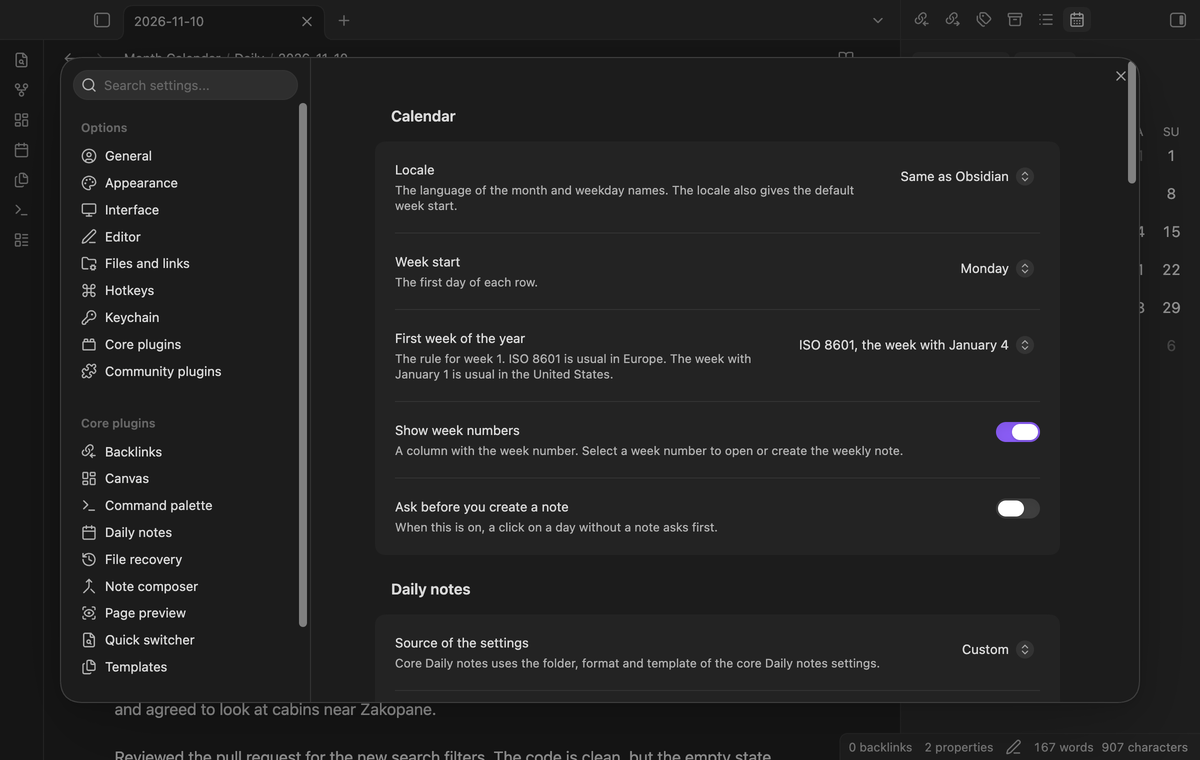 2026-11-10
Month Calendar / Daily / 2026-11-10
Search settings...
Options
General
Appearance
Interface
Editor
Files and links
Hotkeys
Keychain
Core plugins
Community plugins
Core plugins
Backlinks
Canvas
Command palette
Daily notes
File recovery
Note composer
Page preview
Quick switcher
Templates
Calendar
Locale
The language of the month and weekday names. The locale also gives the default
week start.
Same as Obsidian
Week start
The first day of each row.
Monday
First week of the year
The rule for week 1. ISO 8601 is usual in Europe. The week with
January 1 is usual in the United States.
ISO 8601, the week with January 4
Show week numbers
A column with the week number. Select a week number to open or create the weekly note.
Ask before you create a note
When this is on, a click on a day without a note asks first.
Daily notes
Source of the settings
Core Daily notes uses the folder, format and template of the core Daily notes settings.
Custom
SU
1
8
15
22
29
6
and agreed to look at cabins near Zakopane.
Reviewed the pull request for the new search filters. The code is clean, but the empty state
0 backlinks 2 properties 167 words 907 characters